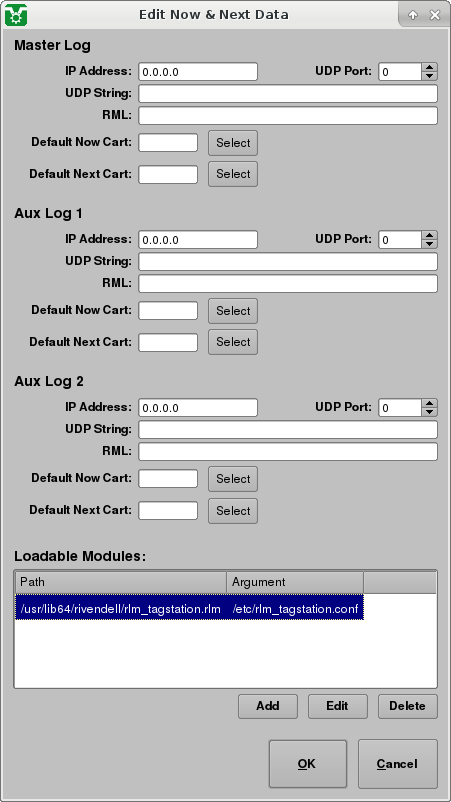 Edit Now & Next Data
Master Log
IP Address: 0.0.0.0 UDP Port: 0
UDP String:
RML:
Default Now Cart: Select
Default Next Cart: Select
Aux Log 1
IP Address: 0.0.0.0 UDP Port: 0
UDP String:
RML:
Default Now Cart: Select
Default Next Cart: Select
Aux Log 2
IP Address: 0.0.0.0 UDP Port: 0
UDP String:
RML:
Default Now Cart: Select
Default Next Cart: Select
Loadable Modules:
Path Argument
/usr/lib64/rivendell/rlm_tagstation.rlm /etc/rlm_tagstation.conf
Add Edit Delete
OK Cancel